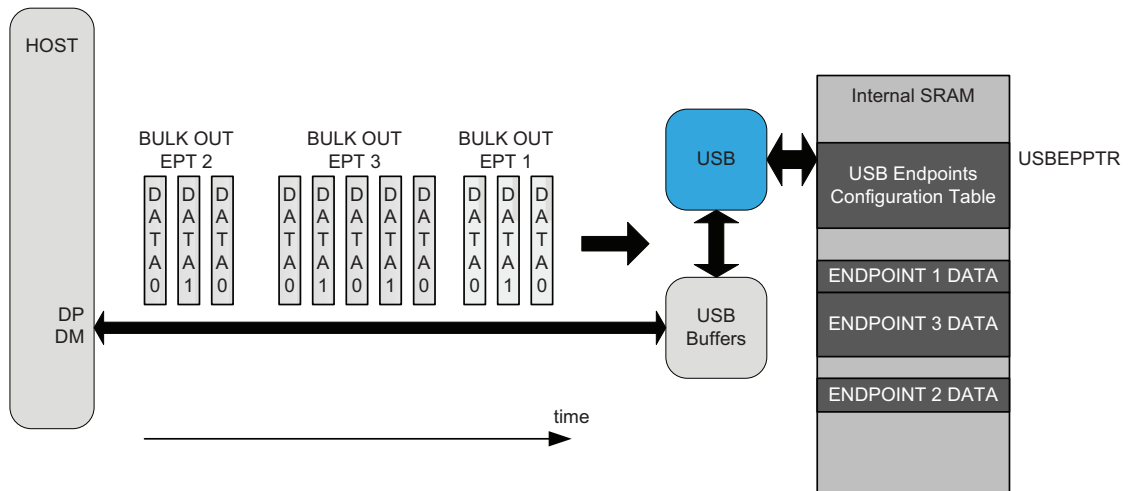 HOST
BULK OUT
EPT 2
DATA0
DATA1
DATA0
BULK OUT
EPT 3
DATA0
DATA1
DATA0
DATA1
DATA0
BULK OUT
EPT 1
DATA0
DATA1
DATA0
DP
DM
time
USB
USB
Buffers
Internal SRAM
USB Endpoints
Configuration Table
USBEPPTR
ENDPOINT 1 DATA
ENDPOINT 3 DATA
ENDPOINT 2 DATA